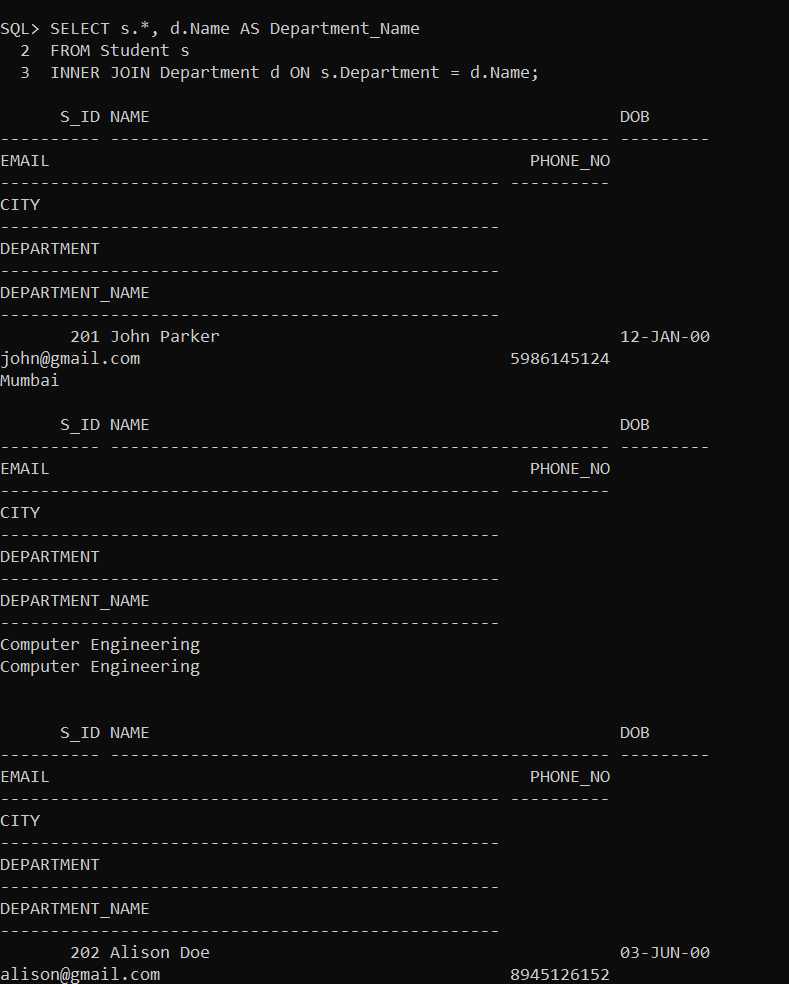 SQL> SELECT s.*, d.Name AS Department_Name
  2  FROM Student s
  3  INNER JOIN Department d ON s.Department = d.Name;
      S_ID NAME                                               DOB
---------- -------------------------------------------------- ---------
EMAIL                                                PHONE_NO
-------------------------------------------------- ----------
CITY
--------------------------------------------------
DEPARTMENT
--------------------------------------------------
DEPARTMENT_NAME
--------------------------------------------------
       201 John Parker                                        12-JAN-00
john@gmail.com                                     5986145124
Mumbai
      S_ID NAME                                               DOB
---------- -------------------------------------------------- ---------
EMAIL                                                PHONE_NO
-------------------------------------------------- ----------
CITY
--------------------------------------------------
DEPARTMENT
--------------------------------------------------
DEPARTMENT_NAME
--------------------------------------------------
Computer Engineering
Computer Engineering
      S_ID NAME                                               DOB
---------- -------------------------------------------------- ---------
EMAIL                                                PHONE_NO
-------------------------------------------------- ----------
CITY
--------------------------------------------------
DEPARTMENT
--------------------------------------------------
DEPARTMENT_NAME
--------------------------------------------------
       202 Alison Doe                                         03-JUN-00
alison@gmail.com                                   8945126152